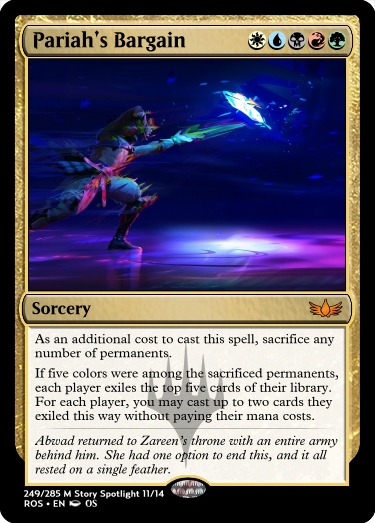 Pariah's Bargain
Sorcery
As an additional cost to cast this spell, sacrifice any
number of permanents.
If five colors were among the sacrificed permanents,
each player exiles the top five cards of their library.
For each player, you may cast up to two cards they
exiled this way without paying their mana costs.
Abwad returned to Zareen's throne with an entire army
behind him. She had one option to end this, and it all
rested on a single feather.
249/285 M Story Spotlight 11/14
ROS • EN OS